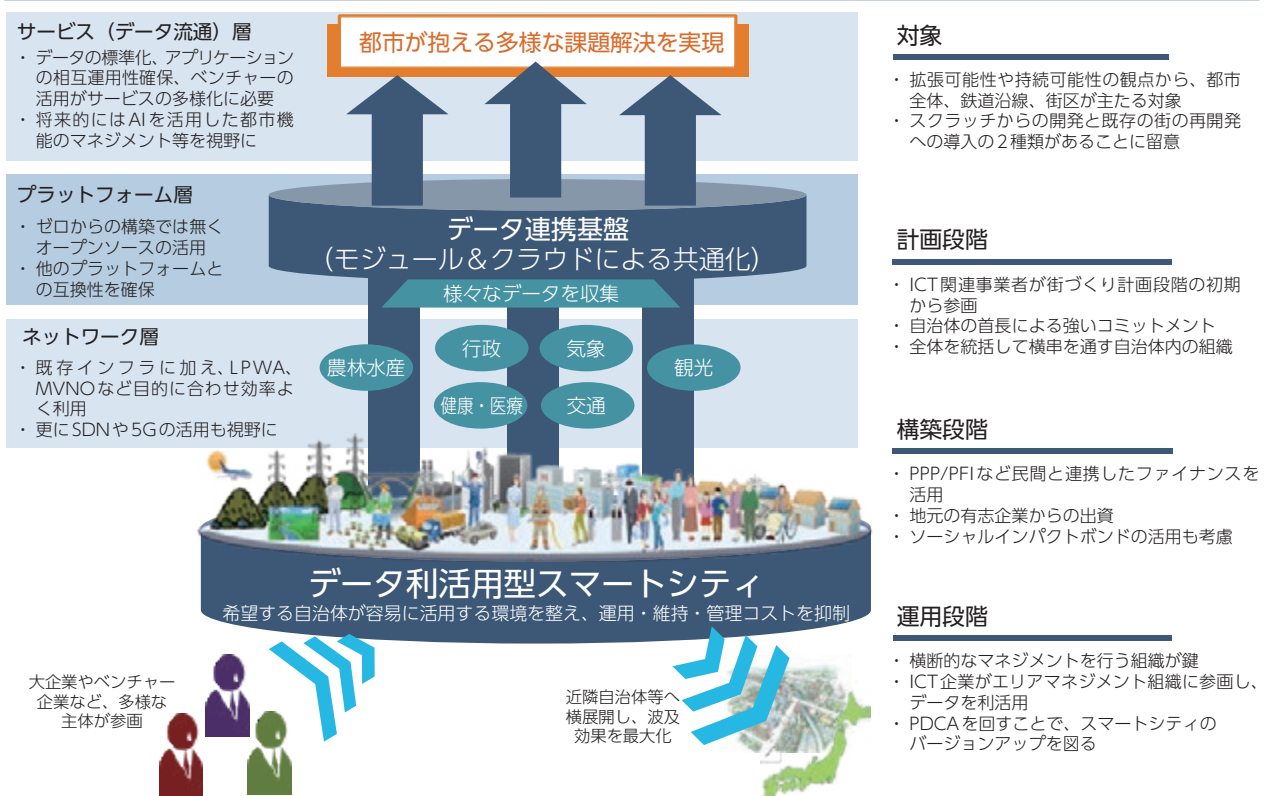 サービス（データ流通）層
・ データの標準化、アプリケーション
の相互運用性確保、ベンチャーの
活用がサービスの多様化に必要
・ 将来的にはAIを活用した都市機
能のマネジメント等を視野に
都市が抱える多様な課題解決を実現
プラットフォーム層
・ ゼロからの構築では無く
オープンソースの活用
・ 他のプラットフォームと
の互換性を確保
データ連携基盤
（モジュール＆クラウドによる共通化）
様々なデータを収集
ネットワーク層
・ 既存インフラに加え、LPWA、
MVNOなど目的に合わせ効率よ
く利用
・ 更にSDNや5Gの活用も視野に
農林水産
行政
気象
観光
健康・医療
交通
データ利活用型スマートシティ
希望する自治体が容易に活用する環境を整え、運用・維持・管理コストを抑制
大企業やベンチャー
企業など、多様な
主体が参画
近隣自治体等へ
横展開し、波及
効果を最大化
対象
・ 拡張可能性や持続可能性の観点から、都市
全体、鉄道沿線、街区が主たる対象
・ スクラッチからの開発と既存の街の再開発
への導入の2種類があることに留意
計画段階
・ ICT関連事業者が街づくり計画段階の初期
から参画
・ 自治体の首長による強いコミットメント
・ 全体を統括して横串を通す自治体内の組織
構築段階
・ PPP/PFIなど民間と連携したファイナンスを
活用
・ 地元の有志企業からの出資
・ ソーシャルインパクトボンドの活用も考慮
運用段階
・ 横断的なマネジメントを行う組織が鍵
・ ICT企業がエリアマネジメント組織に参画し、
データを利活用
・ PDCAを回すことで、スマートシティの
バージョンアップを図る